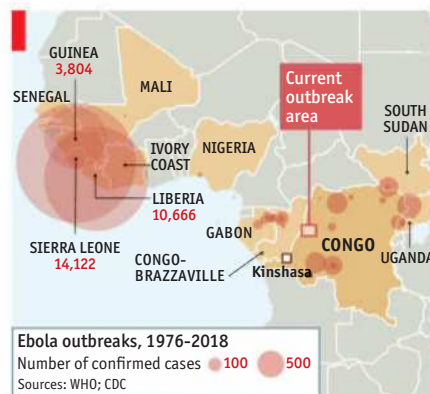 GUINEA
3,804
SENEGAL
MALI
Current
outbreak
area
SOUTH
SUDAN
IVORY
COAST
NIGERIA
LIBERIA
10,666
SIERRA LEONE
14,122
GABON
CONGO-
BRAZZAVILLE
CONGO
Kinshasa
UGANDA
Ebola outbreaks, 1976-2018
Number of confirmed cases 100 500
Sources: WHO; CDC